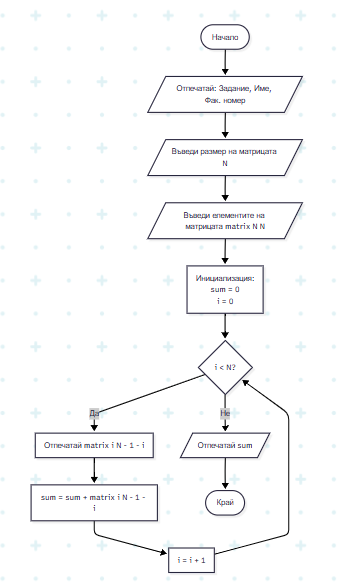 Начало
Отпечатай: Задание, Име,
Фак. номер
Въведи размер на матрицата
N
Въведи елементите на
матрицата matrix N N
Инициализация:
sum = 0
i = 0
i < N?
Да
Не
Отпечатай matrix i N - 1 - i
Отпечатай sum
sum = sum + matrix i N - 1 -
i
Край
i = i + 1